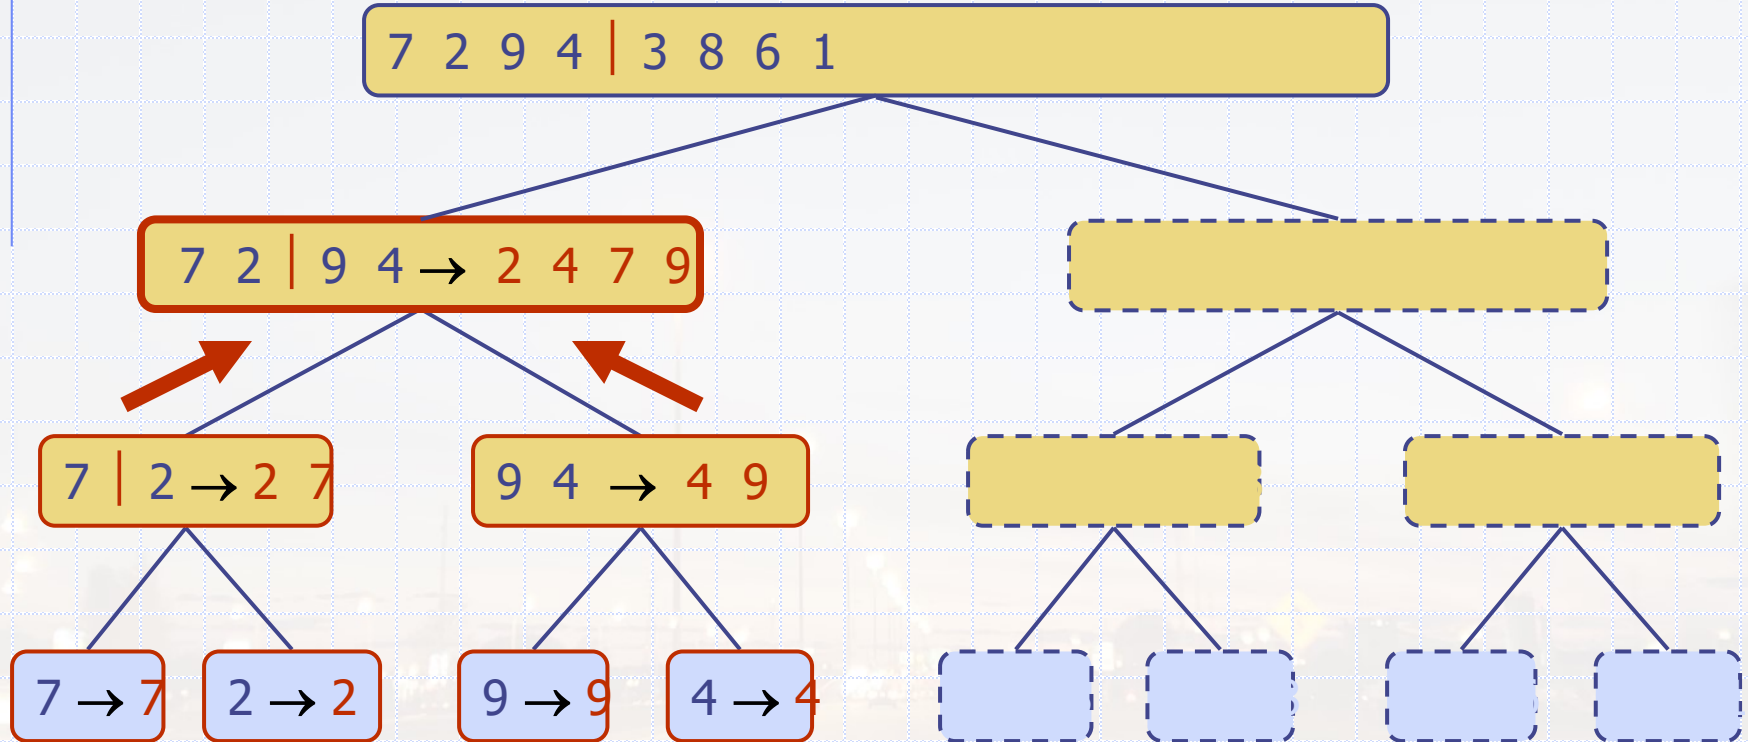 7 2 9 4 | 3 8 6 1
7 2 | 9 4 → 2 4 7 9
7 | 2 → 2 7
9 4 → 4 9
7 → 7
2 → 2
9 → 9
4 → 4